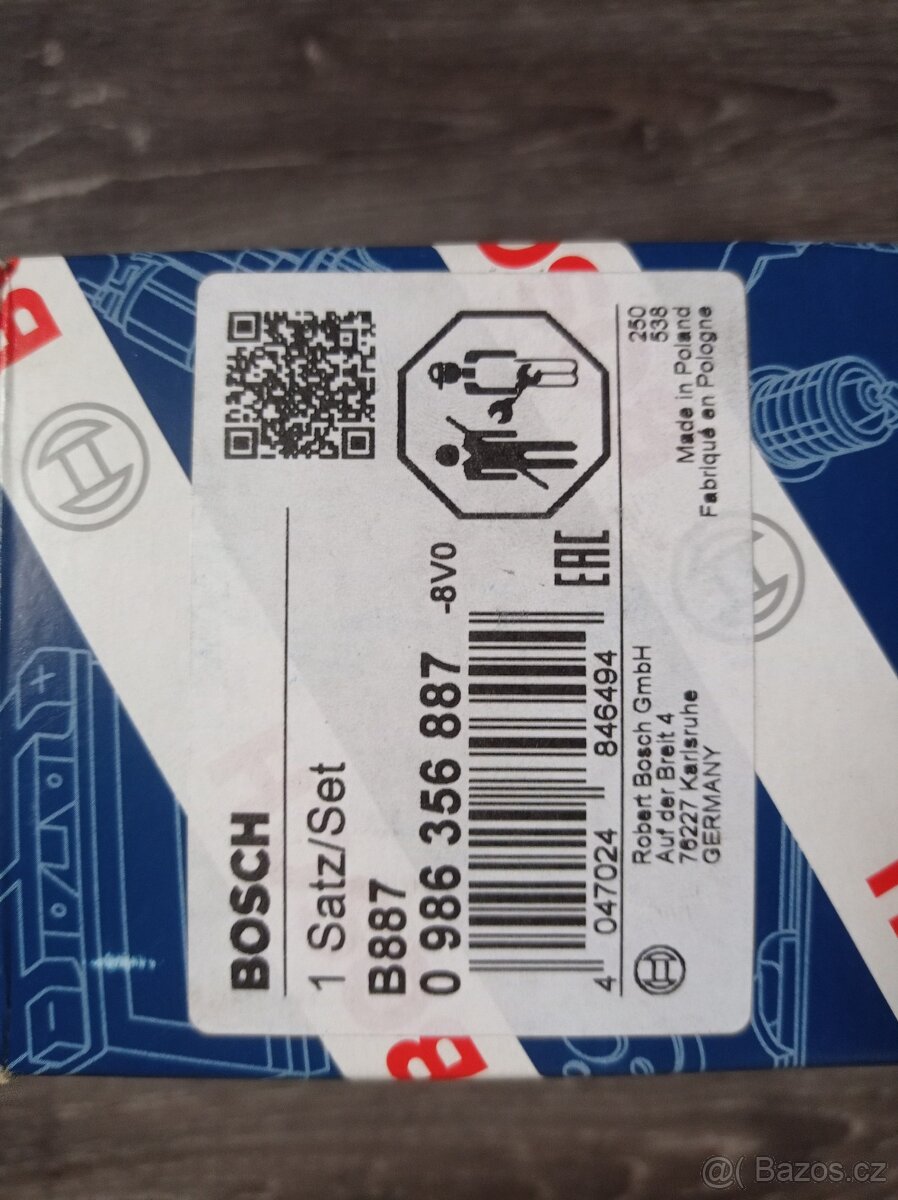 BOSCH
1 Satz/Set
B887
0 986 356 887 -8V0
4 047024 846494
EAC
Robert Bosch GmbH
Auf der Breit 4
76227 Karlsruhe
GERMANY
250
538
Made in Poland
Fabriqué en Pologne
@( Bazos.cz